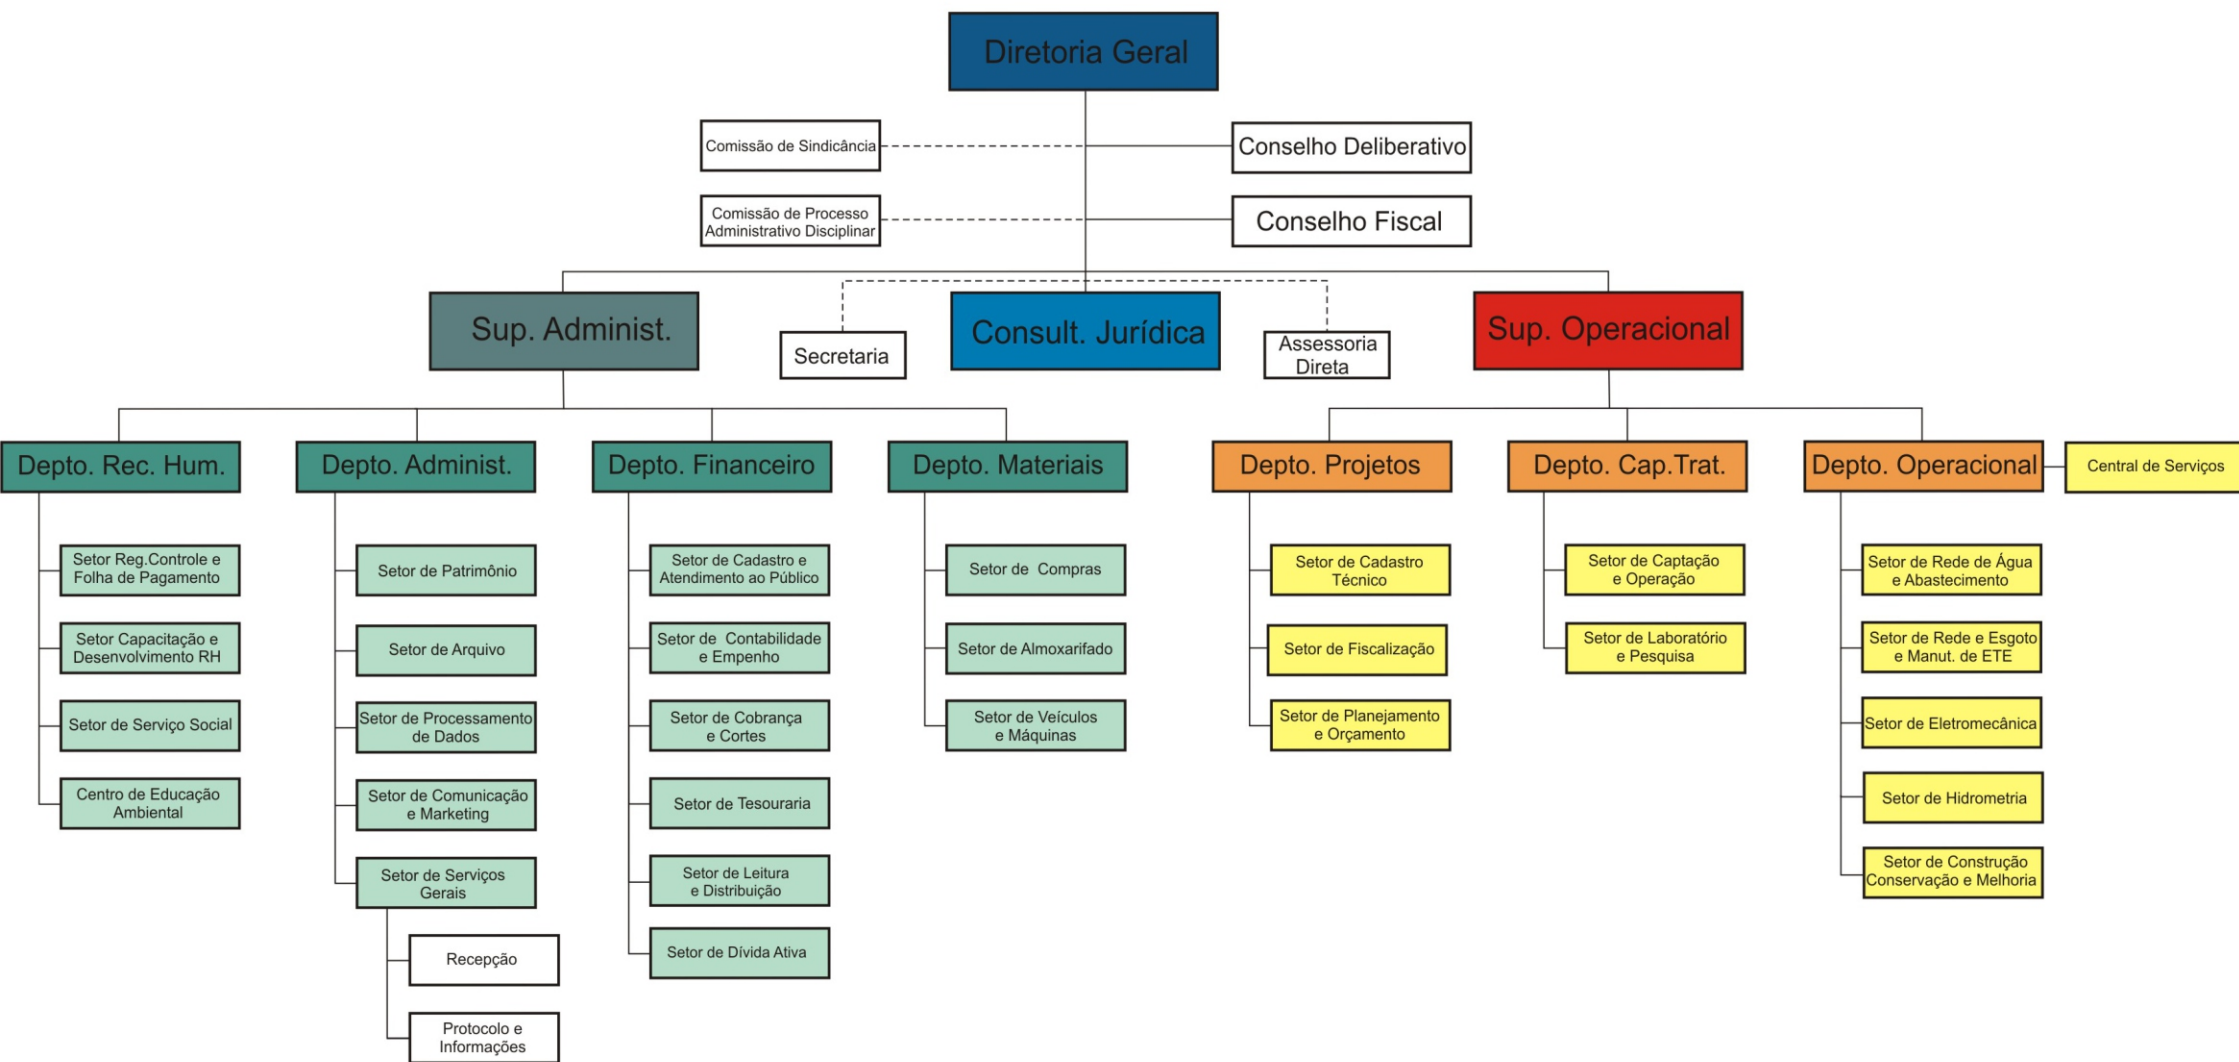 Diretoria Geral
Comissão de Sindicância
Conselho Deliberativo
Comissão de Processo
Administrativo Disciplinar
Conselho Fiscal
Sup. Administ.
Secretaria
Consult. Jurídica
Assessoria
Direta
Sup. Operacional
Depto. Rec. Hum.
Depto. Administ.
Depto. Financeiro
Depto. Materiais
Depto. Projetos
Depto. Cap.Trat.
Depto. Operacional
Central de Serviços
Setor Reg.Controle e
Folha de Pagamento
Setor Capacitação e
Desenvolvimento RH
Setor de Serviço Social
Centro de Educação
Ambiental
Setor de Patrimônio
Setor de Arquivo
Setor de Processamento
de Dados
Setor de Comunicação
e Marketing
Setor de Serviços
Gerais
Recepção
Protocolo e
Informações
Setor de Cadastro e
Atendimento ao Público
Setor de Contabilidade
e Empenho
Setor de Cobrança
e Cortes
Setor de Tesouraria
Setor de Leitura
e Distribuição
Setor de Dívida Ativa
Setor de Compras
Setor de Almoxarifado
Setor de Veículos
e Máquinas
Setor de Cadastro
Técnico
Setor de Fiscalização
Setor de Planejamento
e Orçamento
Setor de Captação
e Operação
Setor de Laboratório
e Pesquisa
Setor de Rede de Água
e Abastecimento
Setor de Rede e Esgoto
e Manut. de ETE
Setor de Eletromecânica
Setor de Hidrometria
Setor de Construção
Conservação e Melhoria